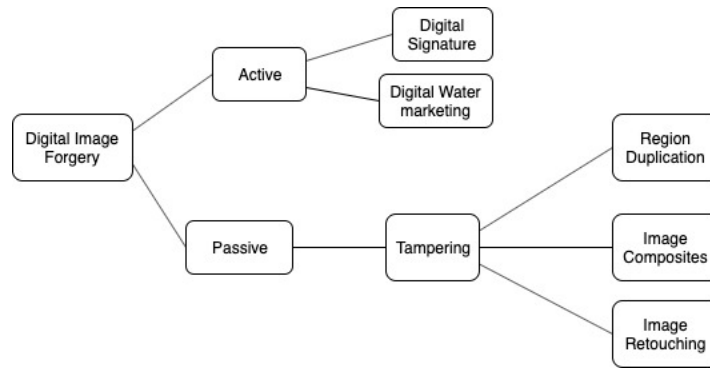 Digital
Signature
Active
Digital Water
marketing
Digital Image
Forgery
Region
Duplication
Passive
Tampering
Image
Composites
Image
Retouching